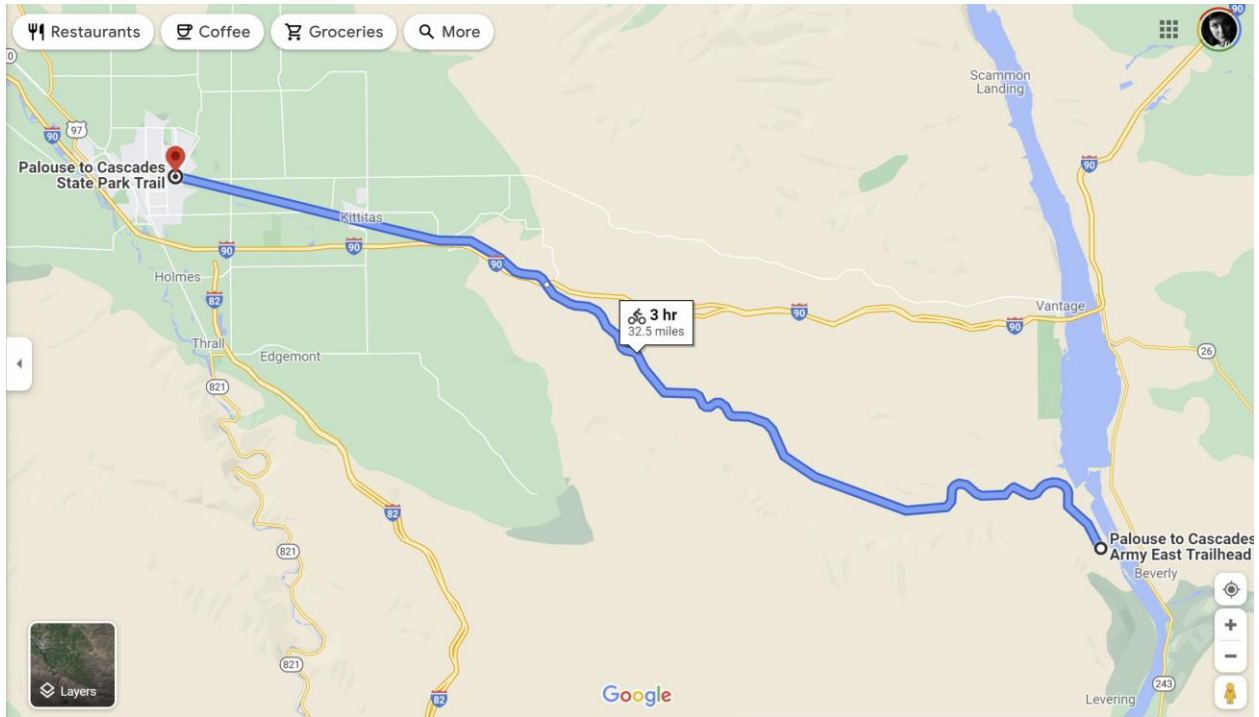 Restaurants
Coffee
Groceries
More
90
Scammon
Landing
97
90
90
Palouse to Cascades
State Park Trail
Kittitas
90
90
90
Holmes
82
3 hr
32.5 miles
90
90
Vantage
Thrall
Edgemont
26
821
82
Palouse to Cascades
Army East Trailhead
821
Beverly
821
Layers
82
Google
243
Levering